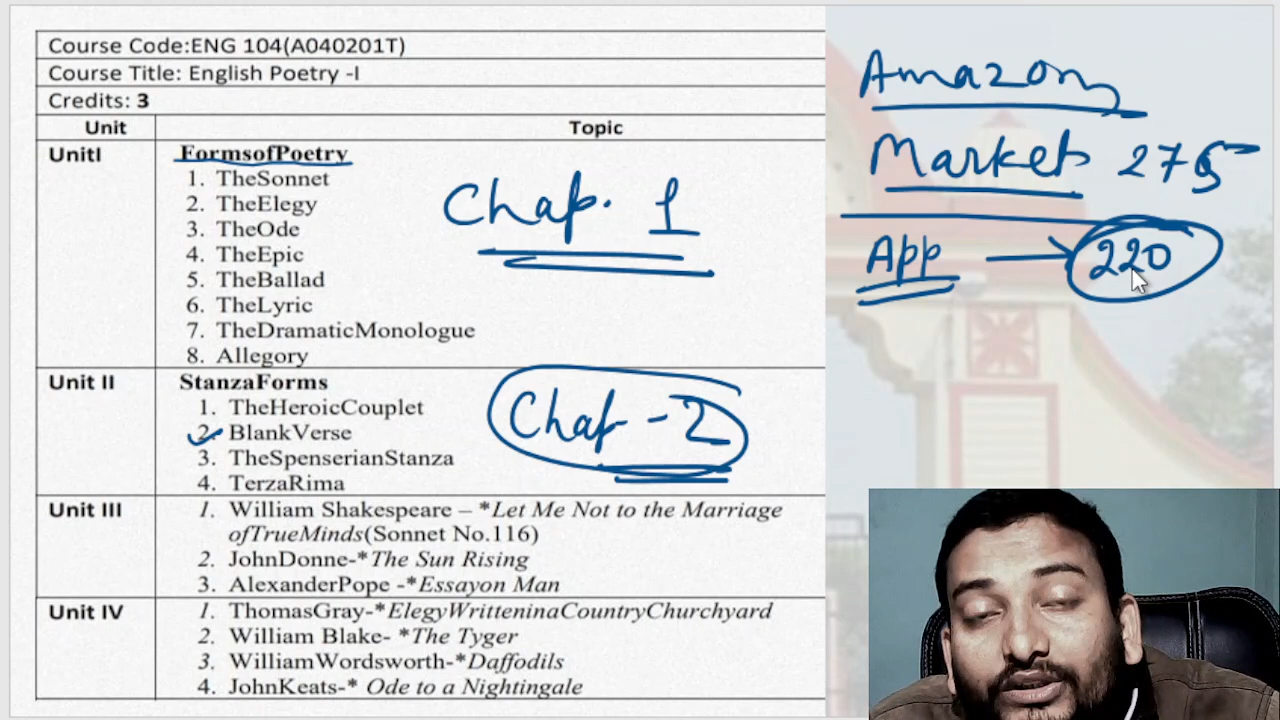 Course Code:ENG 104(A040201T)
Course Title: English Poetry -I
Credits: 3
Unit Topic
UnitI FormsofPoetry
1. TheSonnet
2. TheElegy
3. TheOde
4. TheEpic
5. TheBallad
6. TheLyric
7. TheDramaticMonologue
8. Allegory
Chap. 1
Unit II StanzaForms
1. TheHeroicCouplet
2. BlankVerse
3. TheSpenserianStanza
4. TerzaRima
Chap - 2
Unit III 1. William Shakespeare – *Let Me Not to the Marriage
ofTrueMinds(Sonnet No.116)
2. JohnDonne-*The Sun Rising
3. AlexanderPope -*Essayon Man
Unit IV 1. ThomasGray-*ElegyWritteninaCountryChurchyard
2. William Blake- *The Tyger
3. WilliamWordsworth-*Daffodils
4. JohnKeats-* Ode to a Nightingale
Amazon
Market 275
App → 220